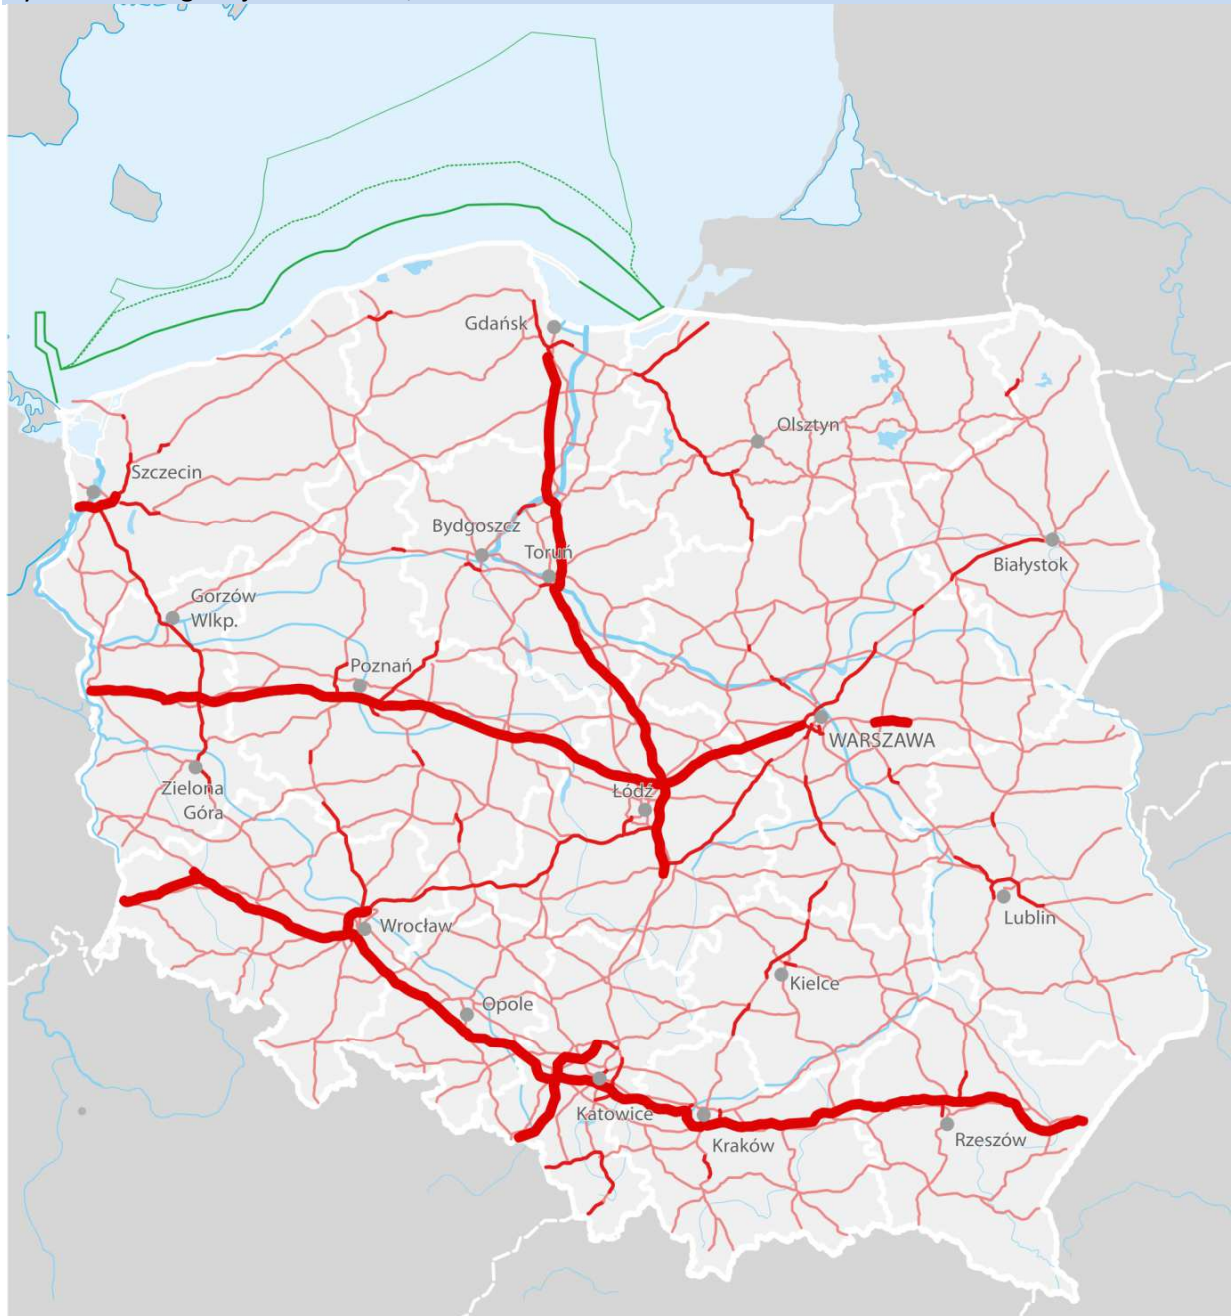 Gdańsk
Olsztyn
Szczecin
Bydgoszcz
Toruń
Białystok
Gorzów
Wlkp.
Poznań
WARSZAWA
Zielona
Góra
Łódź
Lublin
Wrocław
Kielce
Opole
Katowice
Kraków
Rzeszów